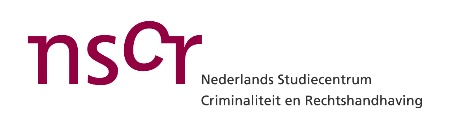 nscr
Nederlands Studiecentrum
Criminaliteit en Rechtshandhaving